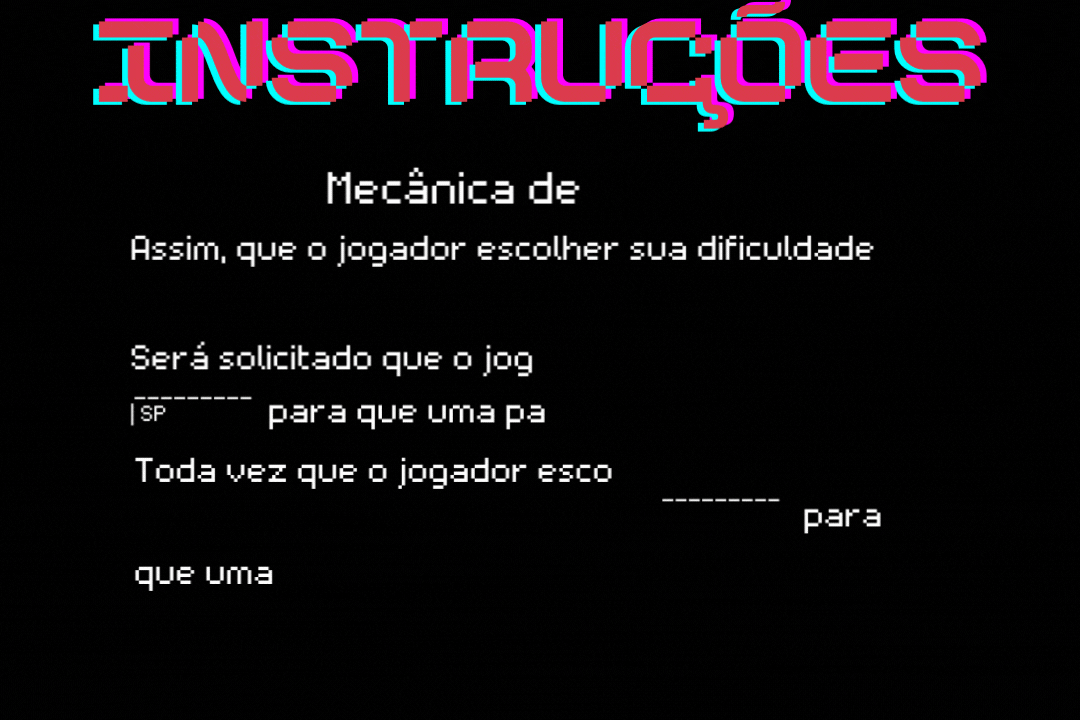 INSTRUÇÕES
Mecânica de
Assim, que o jogador escolher sua dificuldade
Será solicitado que o jog
---------
|SP para que uma pa
Toda vez que o jogador esco
---------
para
que uma